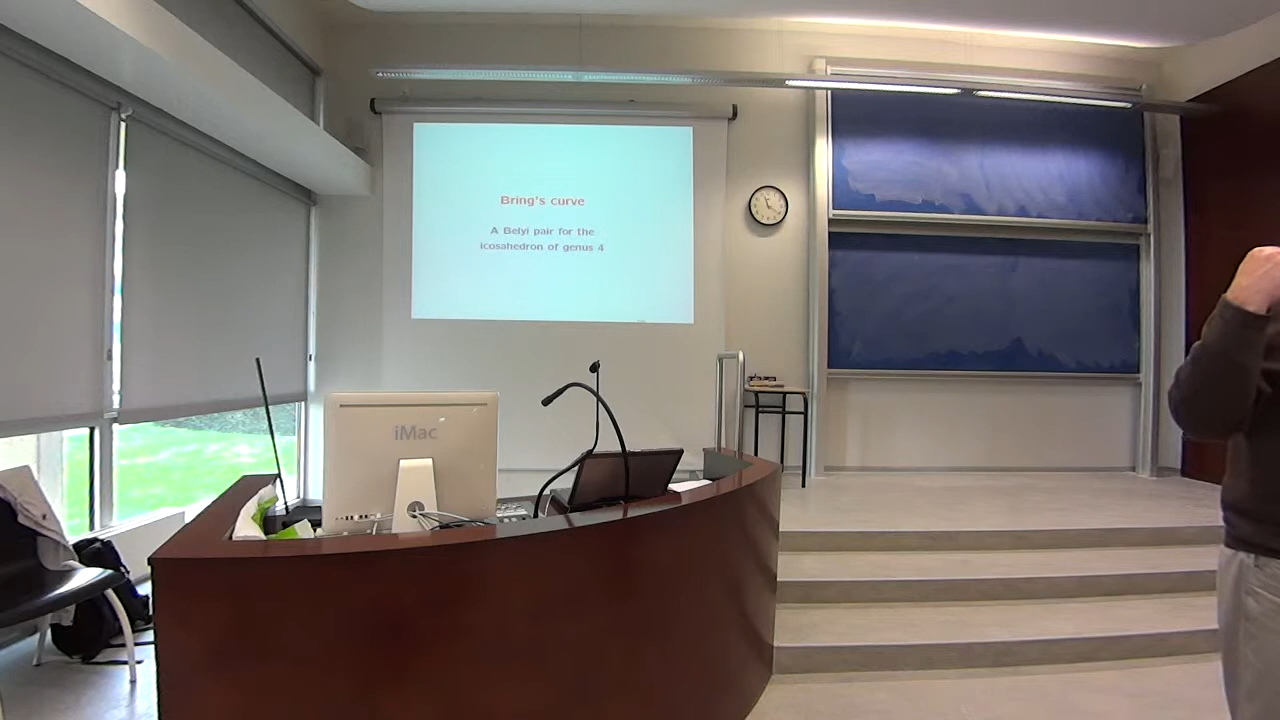 Bring's curve
A Belyi pair for the
icosahedron of genus 4
iMac